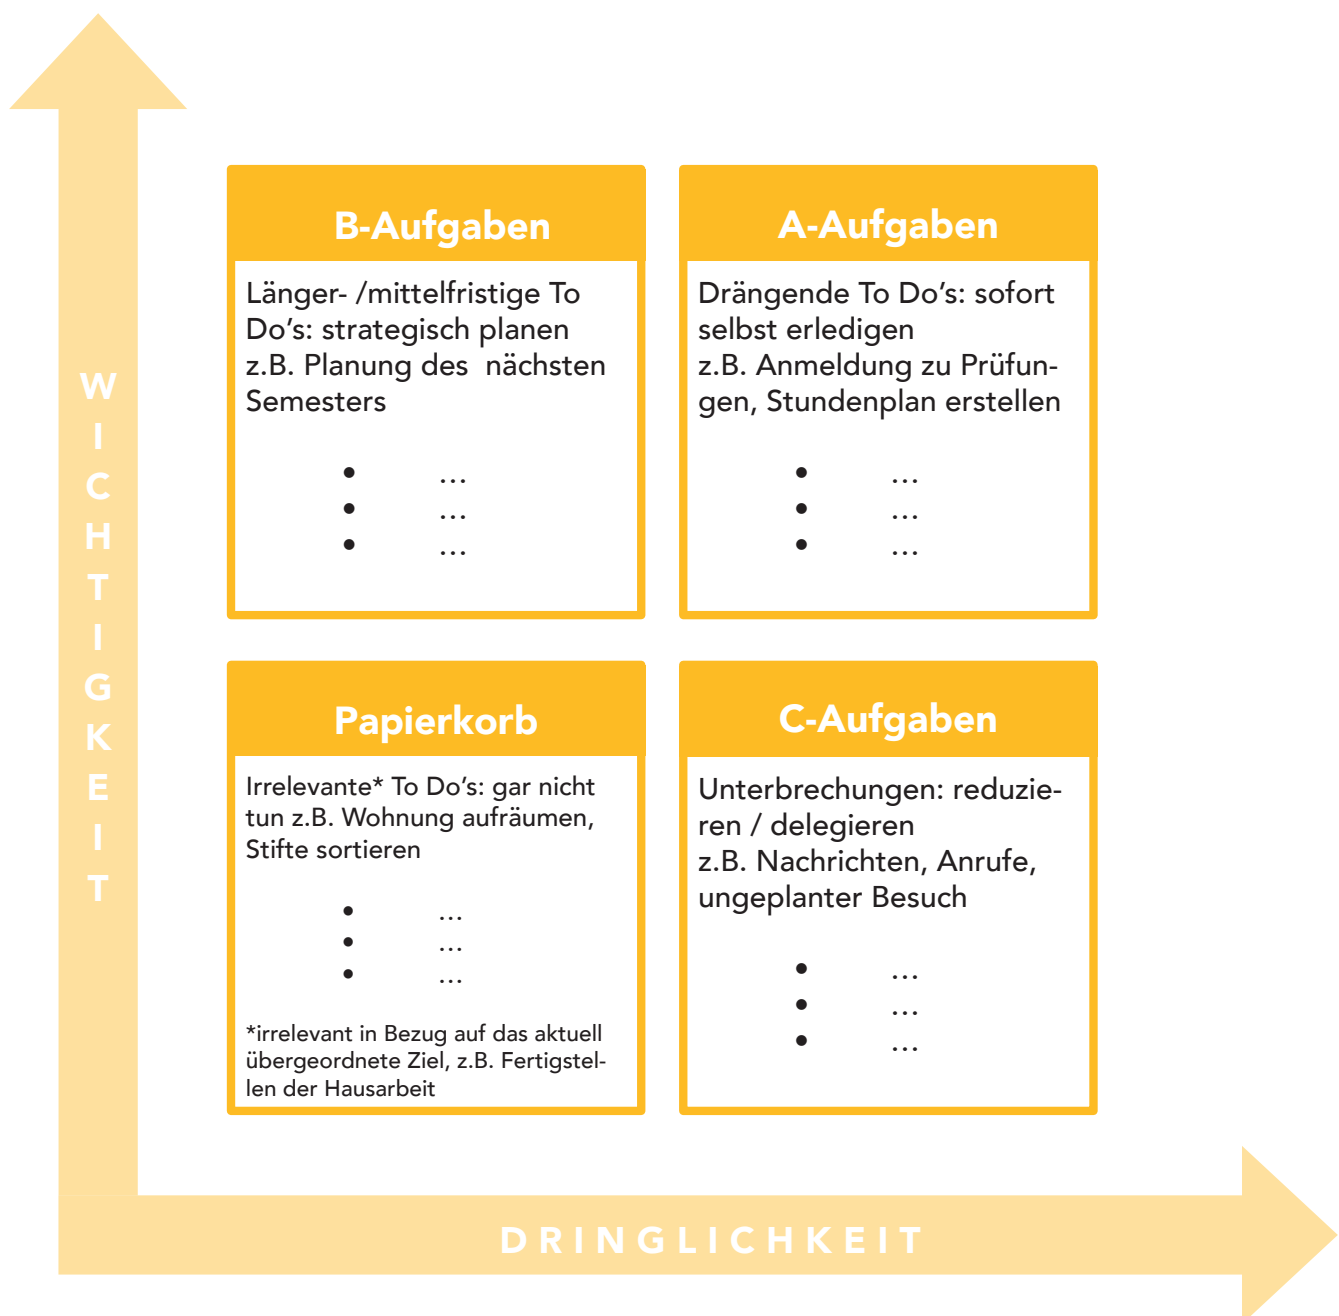 WICHTIGKEIT
B-Aufgaben
Länger- /mittelfristige To
Do’s: strategisch planen
z.B. Planung des  nächsten
Semesters
• …
• …
• …
A-Aufgaben
Drängende To Do’s: sofort
selbst erledigen
z.B. Anmeldung zu Prüfun-
gen, Stundenplan erstellen
• …
• …
• …
Papierkorb
Irrelevante* To Do’s: gar nicht
tun z.B. Wohnung aufräumen,
Stifte sortieren
• …
• …
• …
*irrelevant in Bezug auf das aktuell
übergeordnete Ziel, z.B. Fertigstel-
len der Hausarbeit
C-Aufgaben
Unterbrechungen: reduzie-
ren / delegieren
z.B. Nachrichten, Anrufe,
ungeplanter Besuch
• …
• …
• …
DRINGLICHKEIT